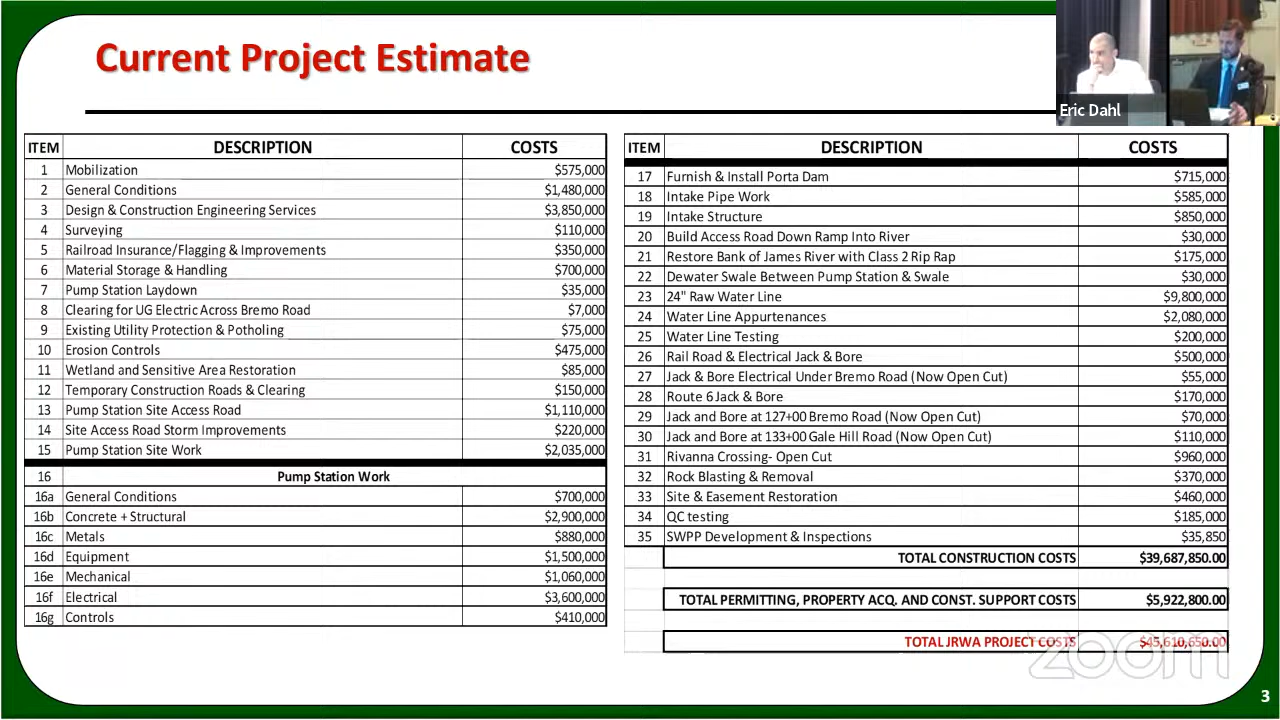 Current Project Estimate
Eric Dahl
ITEM DESCRIPTION COSTS
1 Mobilization $575,000
2 General Conditions $1,480,000
3 Design & Construction Engineering Services $3,850,000
4 Surveying $110,000
5 Railroad Insurance/Flagging & Improvements $350,000
6 Material Storage & Handling $700,000
7 Pump Station Laydown $35,000
8 Clearing for UG Electric Across Bremo Road $7,000
9 Existing Utility Protection & Potholing $75,000
10 Erosion Controls $475,000
11 Wetland and Sensitive Area Restoration $85,000
12 Temporary Construction Roads & Clearing $150,000
13 Pump Station Site Access Road $1,110,000
14 Site Access Road Storm Improvements $220,000
15 Pump Station Site Work $2,035,000
16 Pump Station Work
16a General Conditions $700,000
16b Concrete + Structural $2,900,000
16c Metals $880,000
16d Equipment $1,500,000
16e Mechanical $1,060,000
16f Electrical $3,600,000
16g Controls $410,000
ITEM DESCRIPTION COSTS
17 Furnish & Install Porta Dam $715,000
18 Intake Pipe Work $585,000
19 Intake Structure $850,000
20 Build Access Road Down Ramp Into River $30,000
21 Restore Bank of James River with Class 2 Rip Rap $175,000
22 Dewater Swale Between Pump Station & Swale $30,000
23 24" Raw Water Line $9,800,000
24 Water Line Appurtenances $2,080,000
25 Water Line Testing $200,000
26 Rail Road & Electrical Jack & Bore $500,000
27 Jack & Bore Electrical Under Bremo Road (Now Open Cut) $55,000
28 Route 6 Jack & Bore $170,000
29 Jack and Bore at 127+00 Bremo Road (Now Open Cut) $70,000
30 Jack and Bore at 133+00 Gale Hill Road (Now Open Cut) $110,000
31 Rivanna Crossing- Open Cut $960,000
32 Rock Blasting & Removal $370,000
33 Site & Easement Restoration $460,000
34 QC testing $185,000
35 SWPP Development & Inspections $35,850
TOTAL CONSTRUCTION COSTS $39,687,850.00
TOTAL PERMITTING, PROPERTY ACQ. AND CONST. SUPPORT COSTS $5,922,800.00
TOTAL JRWA PROJECT COSTS $45,610,650.00
zoom
3